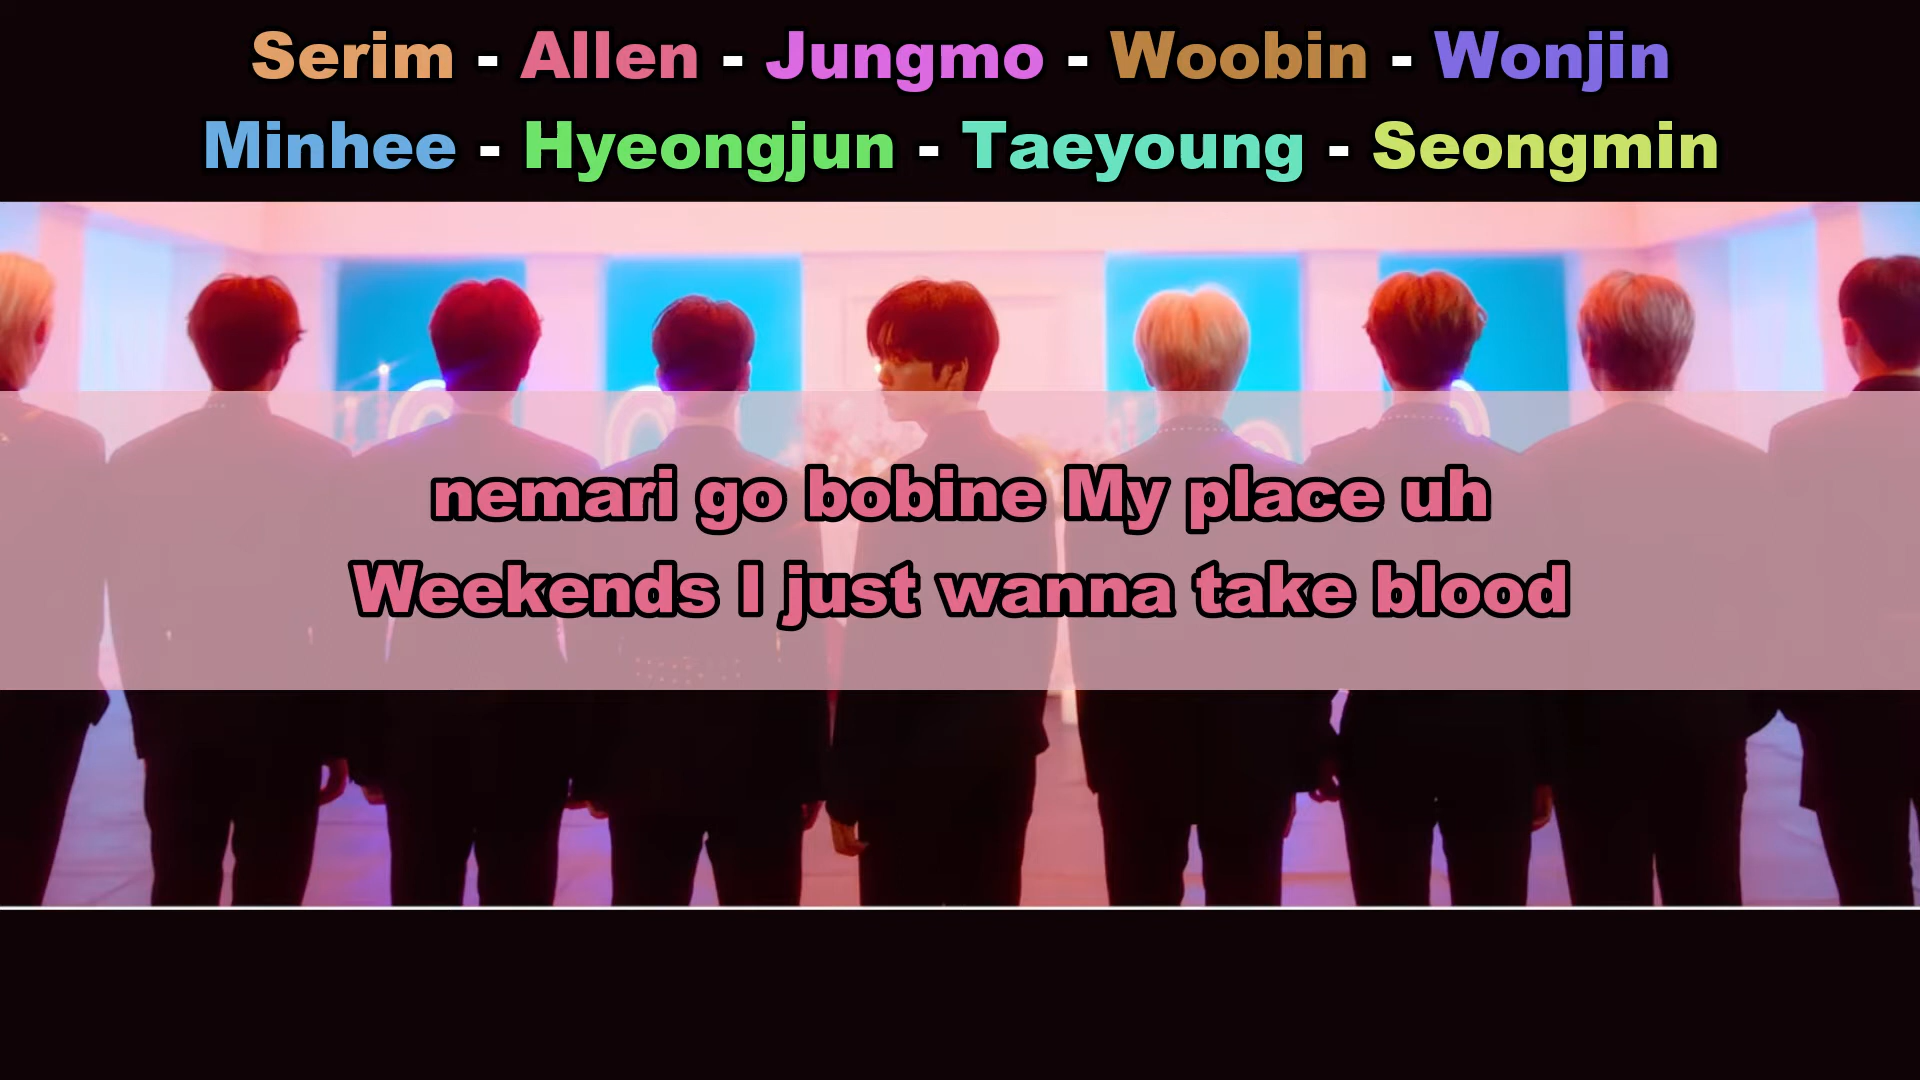 Serim - Allen - Jungmo - Woobin - Wonjin
Minhee - Hyeongjun - Taeyoung - Seongmin
nemari go bobine My place uh
Weekends I just wanna take blood